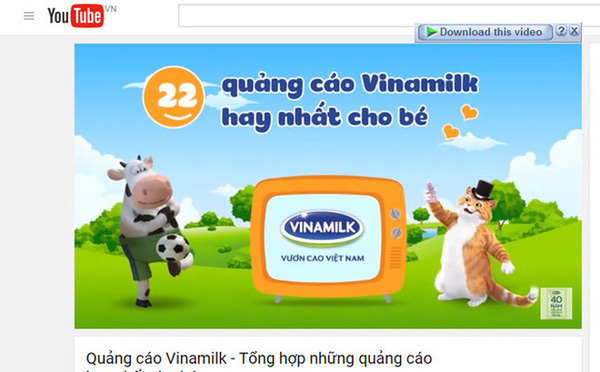 YouTube VN
Download this video ? X
22 quảng cáo Vinamilk
hay nhất cho bé
VINAMILK
VƯƠN CAO VIỆT NAM
40
NĂM
Quảng cáo Vinamilk - Tổng hợp những quảng cáo